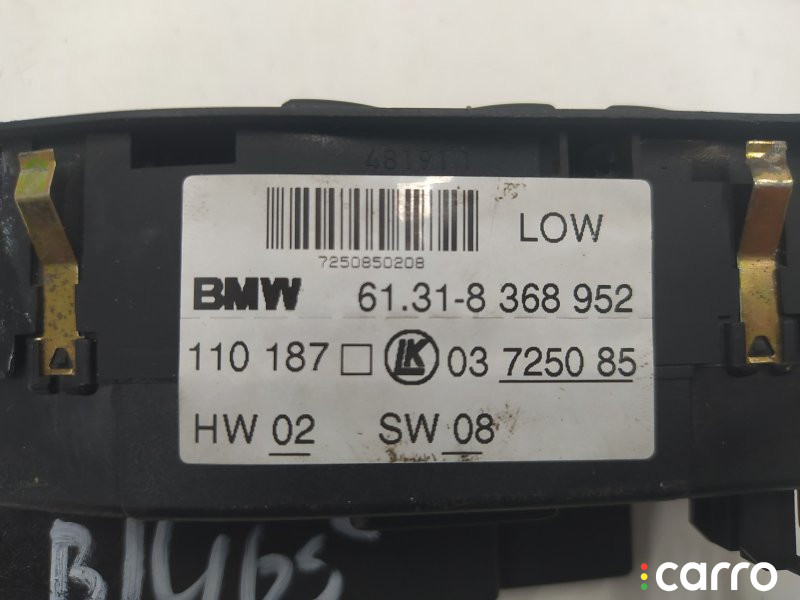 LOW
7250850208
BMW 61.31-8 368 952
110 187 □ LK 03 7250 85
HW 02 SW 08
carro